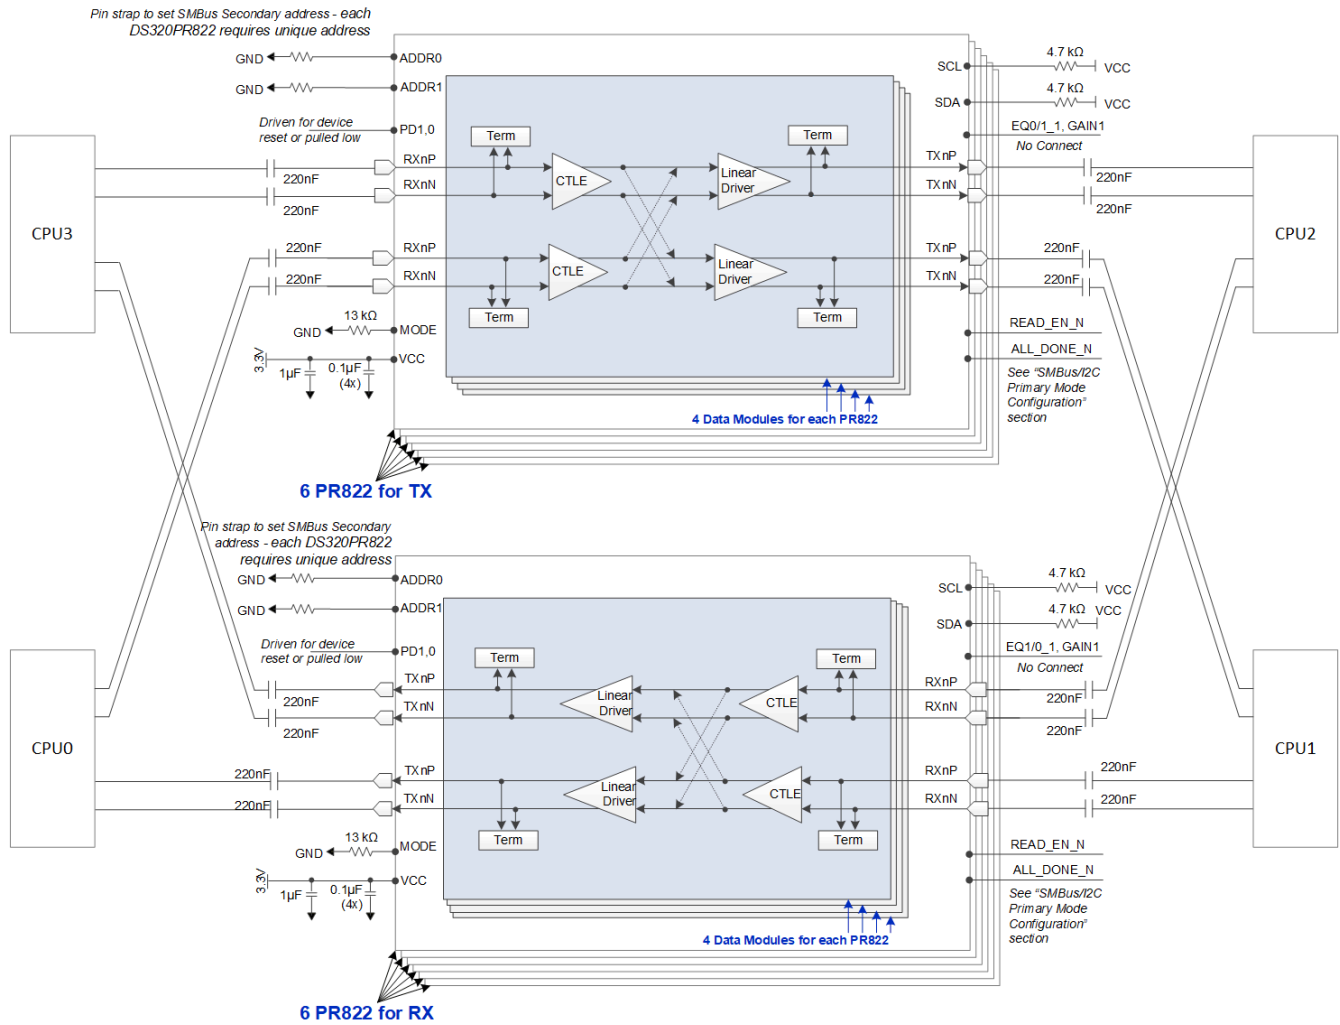 Pin strap to set SMBus Secondary address - each
DS320PR822 requires unique address
GND
ADDR0
GND
ADDR1
Driven for device
reset or pulled low
PD1,0
SCL
4.7 kΩ
VCC
SDA
4.7 kΩ
VCC
EQ0/1_1, GAIN1
No Connect
Term
Term
RXnP
220nF
RXnN
220nF
CTLE
Linear
Driver
TXnP
220nF
TXnN
220nF
CPU3
CPU2
220nF
RXnP
220nF
RXnN
CTLE
Linear
Driver
TXnP
220nF
TXnN
220nF
Term
Term
13 kΩ
GND
MODE
READ_EN_N
3.3V
VCC
1µF
0.1µF
(4x)
ALL_DONE_N
See “SMBus/I2C
Primary Mode
Configuration”
section
4 Data Modules for each PR822
6 PR822 for TX
Pin strap to set SMBus Secondary
address - each DS320PR822
requires unique address
GND
ADDR0
GND
ADDR1
Driven for device
reset or pulled low
PD1,0
SCL
4.7 kΩ
VCC
SDA
4.7 kΩ
VCC
EQ1/0_1, GAIN1
No Connect
Term
Term
TXnP
220nF
TXnN
220nF
Linear
Driver
CTLE
RXnP
220nF
RXnN
220nF
CPU0
CPU1
220nF
TXnP
220nF
TXnN
Linear
Driver
CTLE
RXnP
220nF
RXnN
220nF
Term
Term
13 kΩ
GND
MODE
READ_EN_N
3.3V
VCC
1µF
0.1µF
(4x)
ALL_DONE_N
See “SMBus/I2C
Primary Mode
Configuration”
section
4 Data Modules for each PR822
6 PR822 for RX